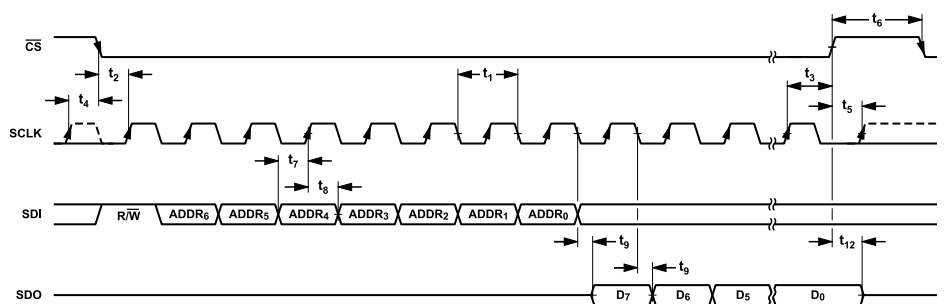 t6
CS
t2
t1
t3
t4
t5
SCLK
t7
t8
SDI
R/W
ADDR6
ADDR5
ADDR4
ADDR3
ADDR2
ADDR1
ADDR0
t9
t12
t9
SDO
D7
D6
D5
D0